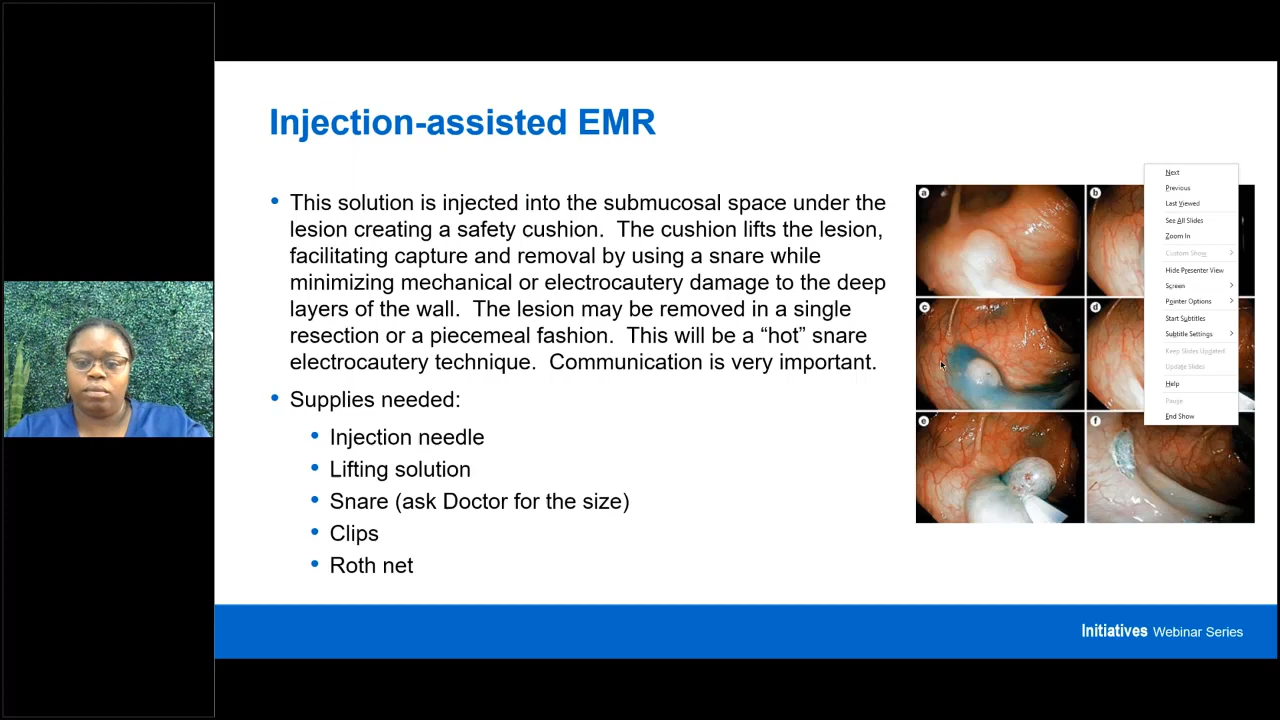 Injection-assisted EMR
• This solution is injected into the submucosal space under the
lesion creating a safety cushion.  The cushion lifts the lesion,
facilitating capture and removal by using a snare while
minimizing mechanical or electrocautery damage to the deep
layers of the wall.  The lesion may be removed in a single
resection or a piecemeal fashion.  This will be a “hot” snare
electrocautery technique.  Communication is very important.
• Supplies needed:
• Injection needle
• Lifting solution
• Snare (ask Doctor for the size)
• Clips
• Roth net
a
b
c
d
e
f
Next
Previous
Last Viewed
See All Slides
Zoom In
Custom Show
Hide Presenter View
Screen
Pointer Options
Start Subtitles
Subtitle Settings
Keep Slides Updated
Update Slides
Help
Pause
End Show
Initiatives Webinar Series